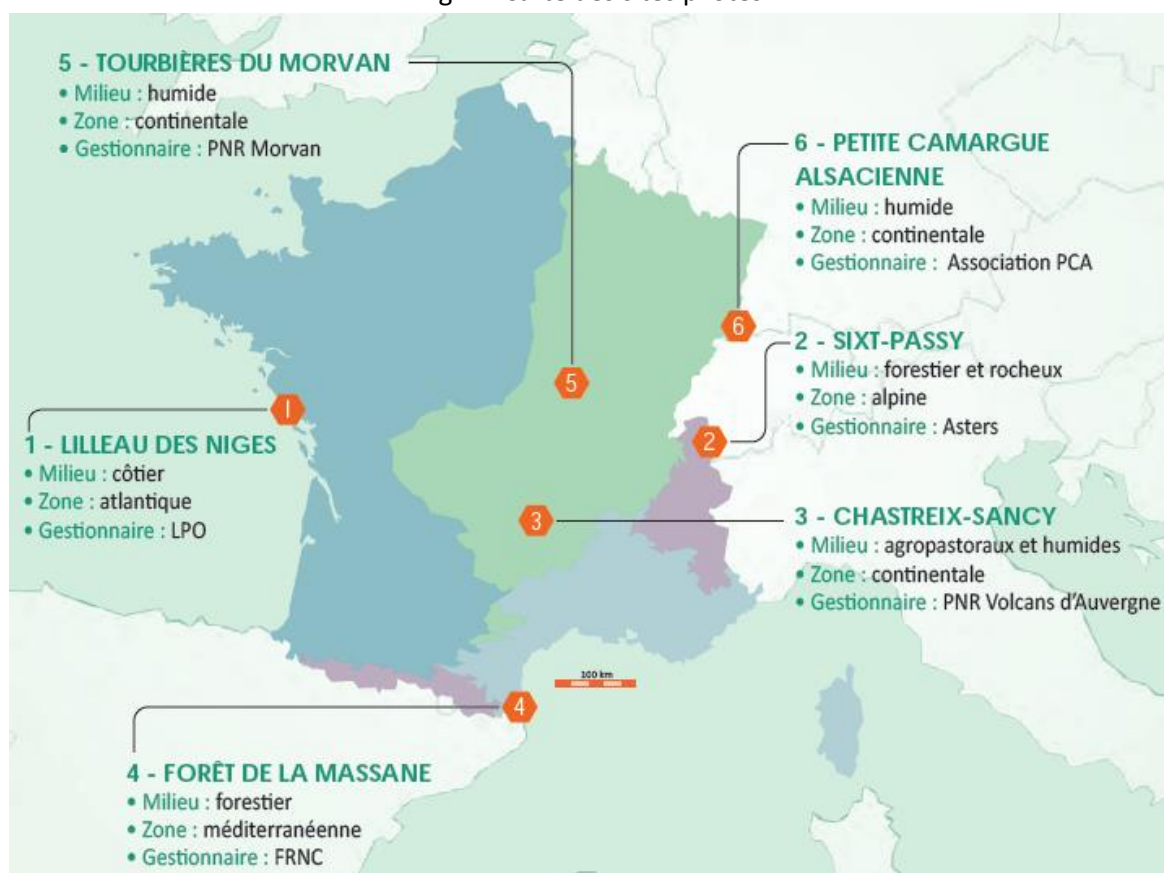 5 - TOURBIÈRES DU MORVAN
• Milieu : humide
• Zone : continentale
• Gestionnaire : PNR Morvan
6 - PETITE CAMARGUE
ALSACIENNE
• Milieu : humide
• Zone : continentale
• Gestionnaire : Association PCA
2 - SIXT-PASSY
• Milieu : forestier et rocheux
• Zone : alpine
• Gestionnaire : Asters
1 - LILLEAU DES NIGES
• Milieu : côtier
• Zone : atlantique
• Gestionnaire : LPO
3 - CHASTREIX-SANCY
• Milieu : agropastoraux et humides
• Zone : continentale
• Gestionnaire : PNR Volcans d'Auvergne
4 - FORÊT DE LA MASSANE
• Milieu : forestier
• Zone : méditerranéenne
• Gestionnaire : FRNC
6
5
1
2
3
100 km
4